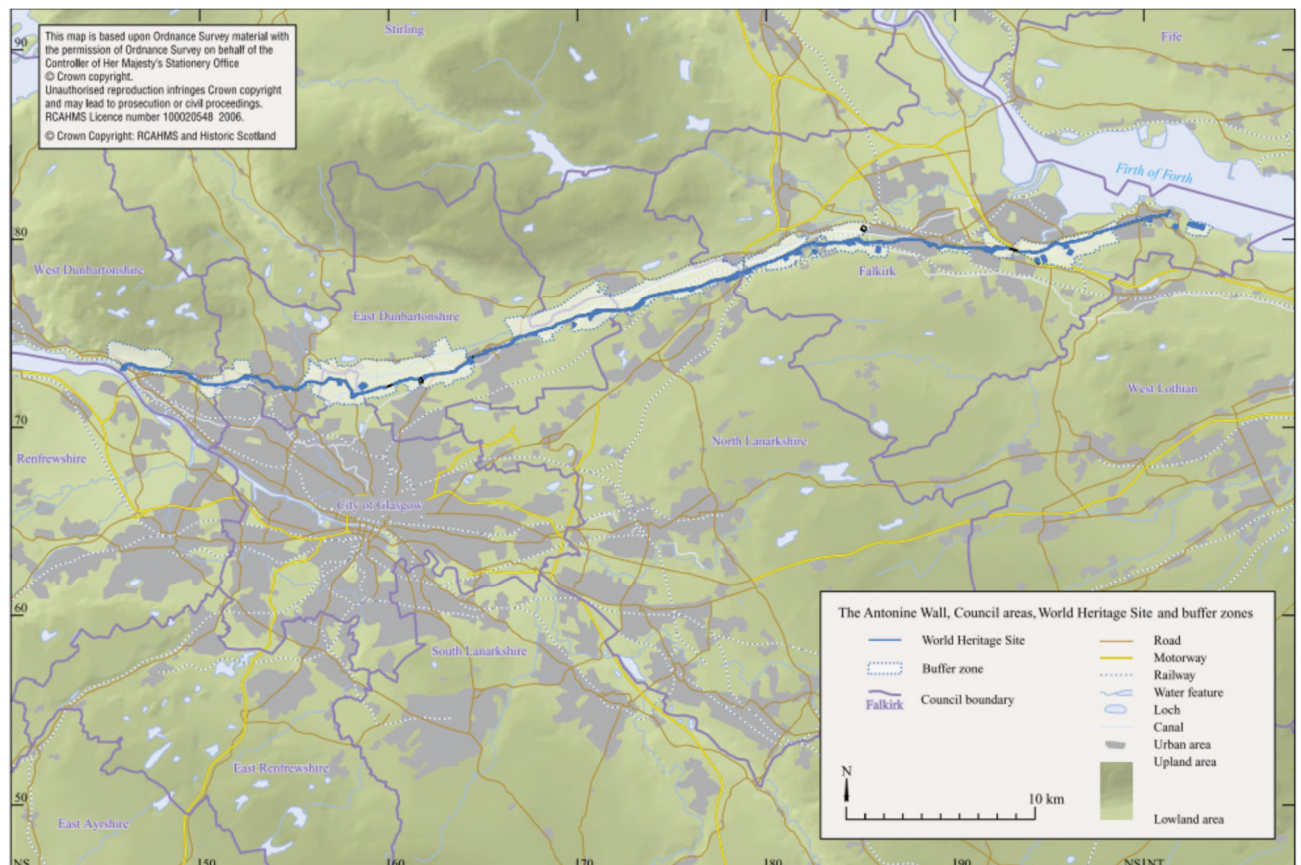 This map is based upon Ordnance Survey material with
the permission of Ordnance Survey on behalf of the
Controller of Her Majesty's Stationery Office
© Crown copyright.
Unauthorised reproduction infringes Crown copyright
and may lead to prosecution or civil proceedings.
RCAHMS Licence number 100020548 2006.
© Crown Copyright: RCAHMS and Historic Scotland
Stirling
Fife
90
Firth of Forth
80
West Dunbartonshire
Falkirk
East Dunbartonshire
West Lothian
70
North Lanarkshire
Renfrewshire
City of Glasgow
60
South Lanarkshire
East Renfrewshire
50
East Ayrshire
The Antonine Wall, Council areas, World Heritage Site and buffer zones
World Heritage Site
Buffer zone
Falkirk Council boundary
Road
Motorway
Railway
Water feature
Loch
Canal
Urban area
Upland area
Lowland area
N
10 km
NS 150 160 170 180 190 NS|NT